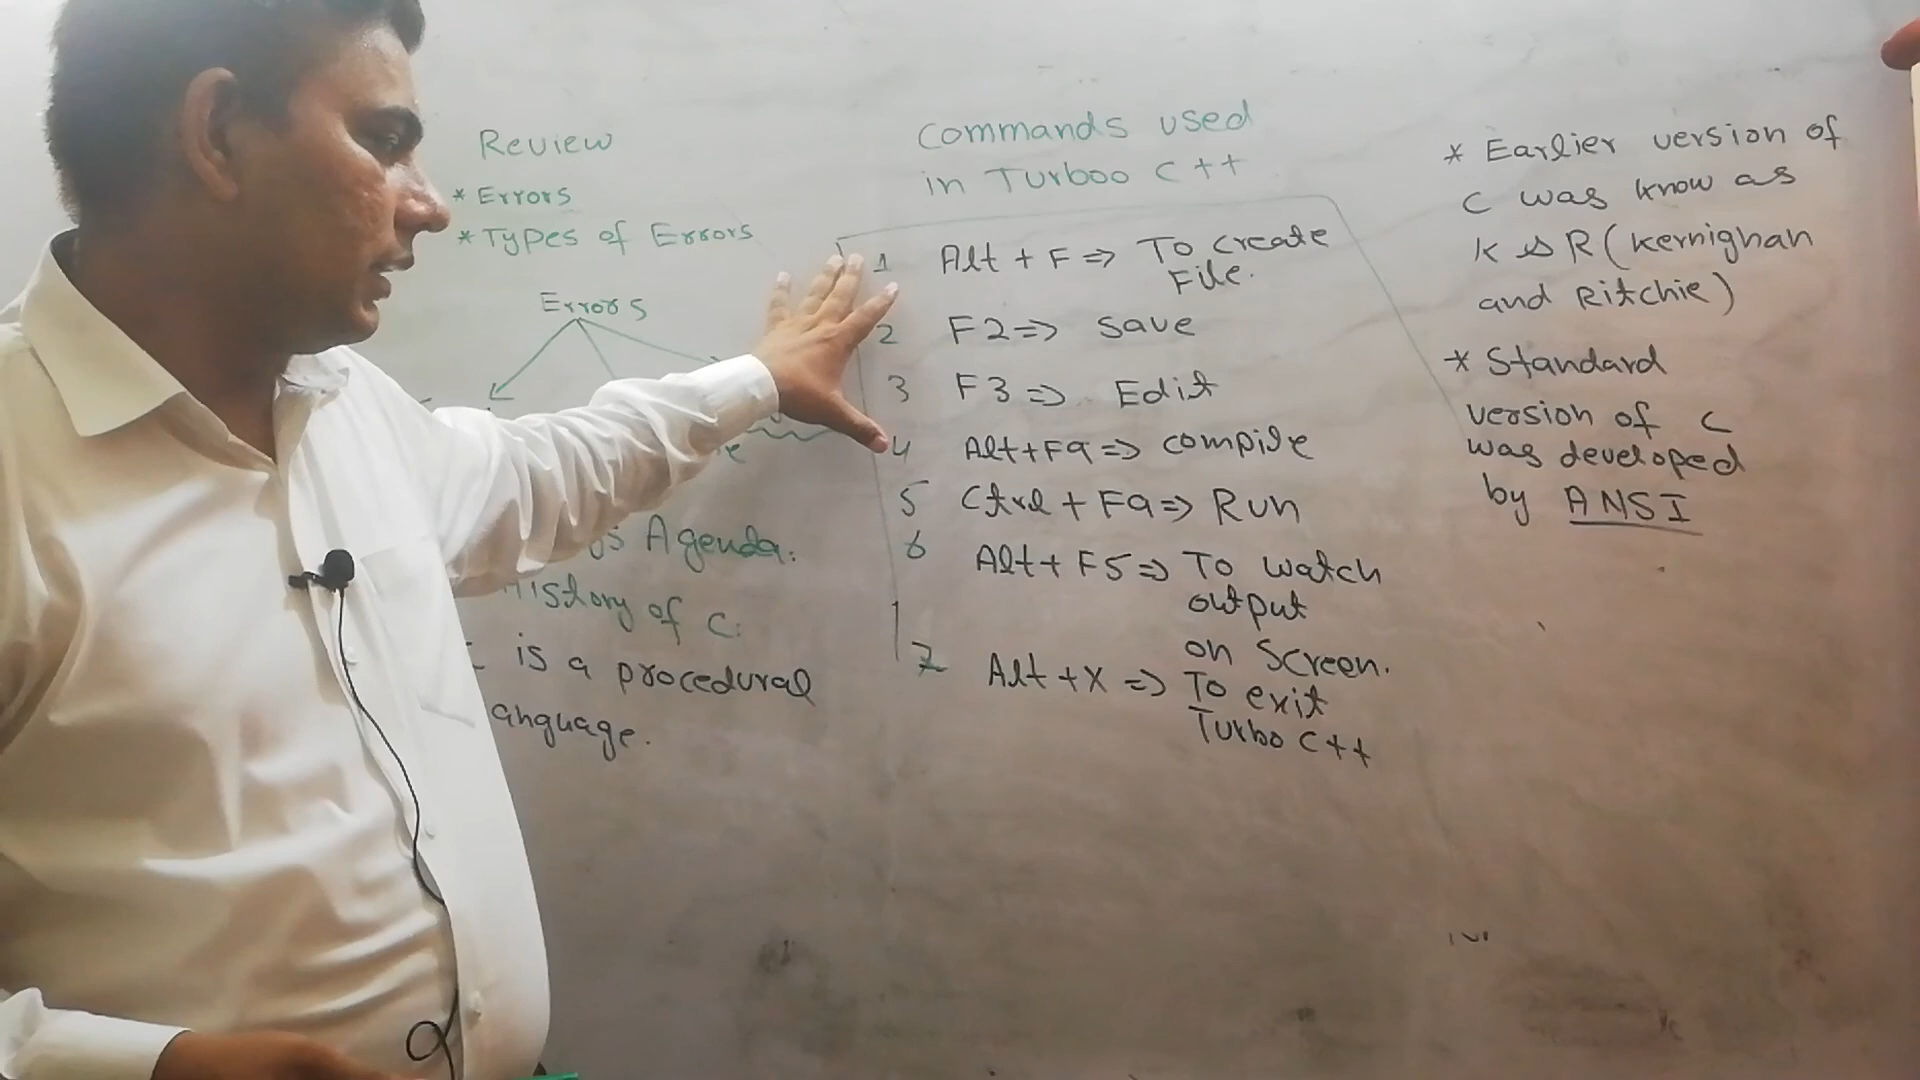 Review
* Errors
* Types of Errors
Errors
Agenda.
History of C.
is a procedural
language.
Commands used
in Turboo C++
1 Alt + F => To create
File.
2 F2 => Save
3 F3 => Edit
4 Alt+F9 => compile
5 Ctrl + F9 => Run
6 Alt + F5 => To watch
output
on Screen.
7 Alt + X => To exit
Turbo C++
* Earlier version of
C was know as
K & R (Kernighan
and Ritchie)
* Standard
version of C
was developed
by ANSI